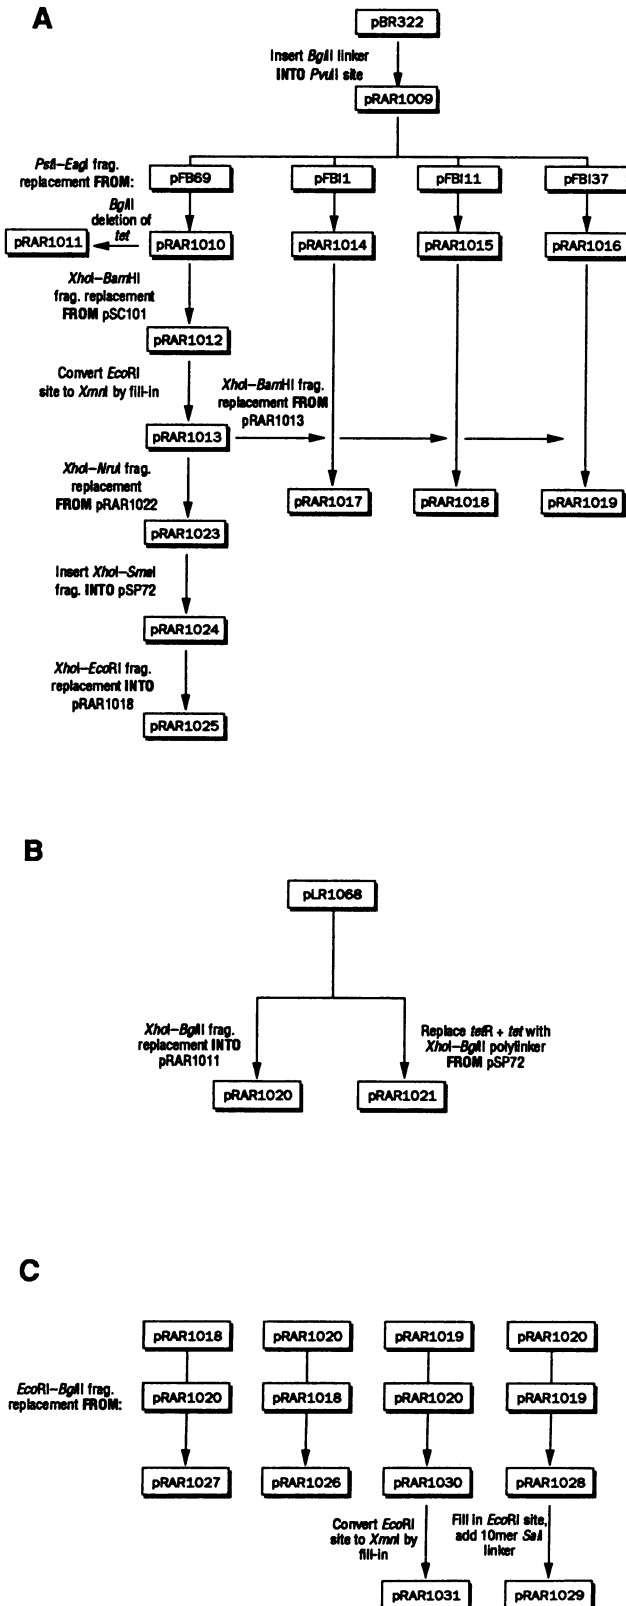 A
pBR322
Insert BglII linker
INTO PvuII site
pRAR1009
PstI–EagI frag.
replacement FROM:
pFB69
pFBI1
pFBI11
pFBI37
BglII
deletion of
tet
pRAR1011
pRAR1010
pRAR1014
pRAR1015
pRAR1016
XhoI–BamHI
frag. replacement
FROM pSC101
pRAR1012
Convert EcoRI
site to XmnI by fill-in
XhoI–BamHI frag.
replacement FROM
pRAR1013
pRAR1013
XhoI–NruI frag.
replacement
FROM pRAR1022
pRAR1017
pRAR1018
pRAR1019
pRAR1023
Insert XhoI–SmaI
frag. INTO pSP72
pRAR1024
XhoI–EcoRI frag.
replacement INTO
pRAR1018
pRAR1025
B
pLR1068
XhoI–BglII frag.
replacement INTO
pRAR1011
Replace tetR + tet with
XhoI–BglII polylinker
FROM pSP72
pRAR1020
pRAR1021
C
pRAR1018
pRAR1020
pRAR1019
pRAR1020
EcoRI–BglII frag.
replacement FROM:
pRAR1020
pRAR1018
pRAR1020
pRAR1019
pRAR1027
pRAR1026
pRAR1030
pRAR1028
Convert EcoRI
site to XmnI by
fill-in
Fill in EcoRI site,
add 10mer SalI
linker
pRAR1031
pRAR1029